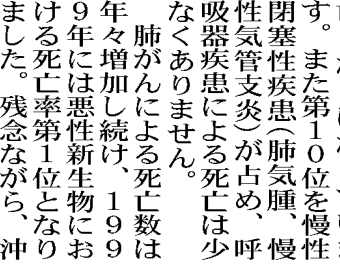 す。また第１０位を慢性
閉塞性疾患（肺気腫、慢
性気管支炎）が占め、呼
吸器疾患による死亡は少
なくありません。
肺がんによる死亡数は
年々増加し続け、１９９
９年には悪性新生物にお
ける死亡率第１位となり
ました。残念ながら、沖